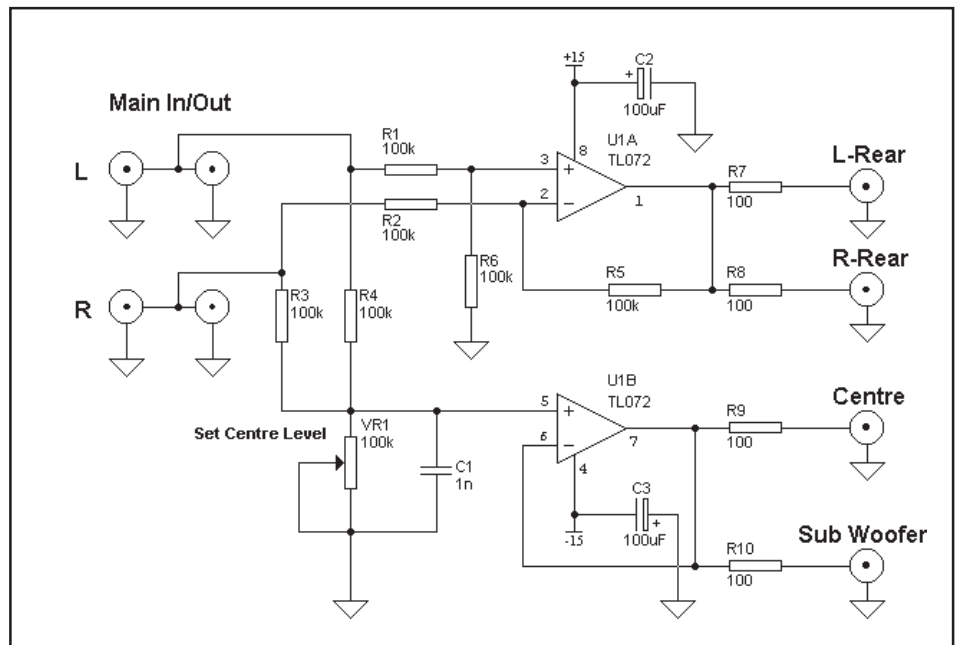 +15
C2
+
100uF
Main In/Out
R1
100k
U1A
TL072
8
3
+
L
2
−
1
L-Rear
R7
100
R2
100k
R-Rear
R6
100k
R5
100k
R8
100
R
R3
100k
R4
100k
U1B
TL072
Centre
5
+
R9
100
Set Centre Level
VR1
100k
6
−
7
C1
1n
4
C3
-15
100uF
+
Sub Woofer
R10
100